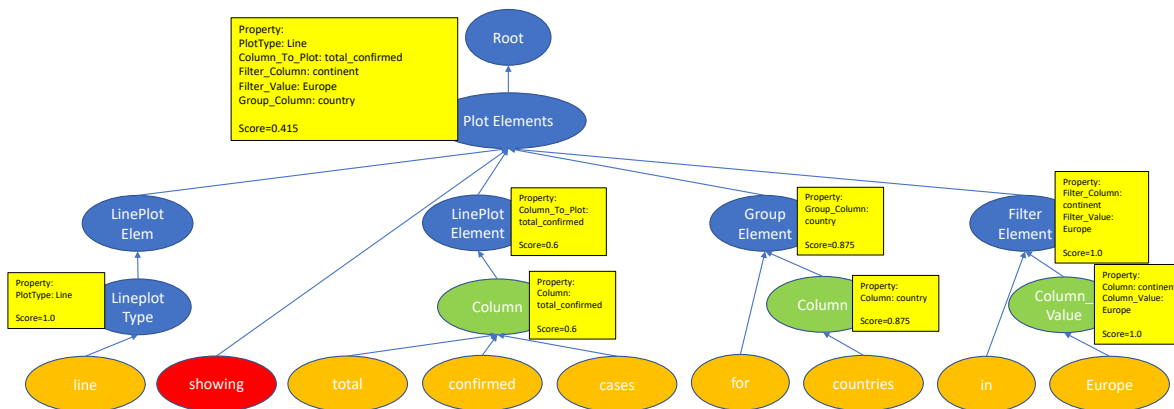 Property:
PlotType: Line
Column_To_Plot: total_confirmed
Filter_Column: continent
Filter_Value: Europe
Group_Column: country
Score=0.415
Root
Plot Elements
LinePlot
Elem
LinePlot
Element
Property:
Column_To_Plot:
total_confirmed
Score=0.6
Group
Element
Property:
Group_Column:
country
Score=0.875
Filter
Element
Property:
Filter_Column:
continent
Filter_Value:
Europe
Score=1.0
Property:
PlotType: Line
Score=1.0
Lineplot
Type
Column
Property:
Column:
total_confirmed
Score=0.6
Column
Property:
Column: country
Score=0.875
Column_
Value
Property:
Column: continent
Column_Value:
Europe
Score=1.0
line
showing
total
confirmed
cases
for
countries
in
Europe